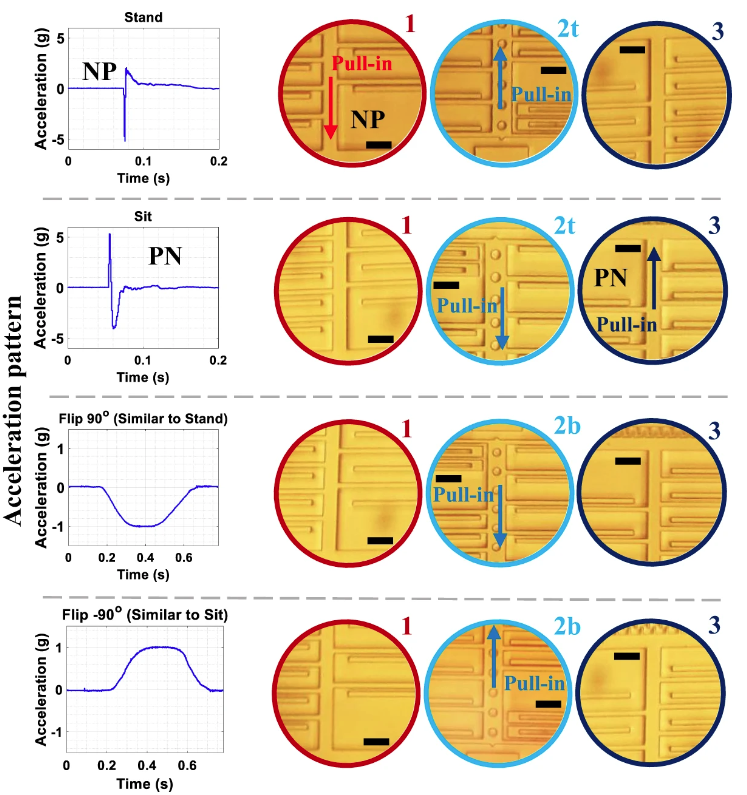 Acceleration pattern
Stand
Acceleration (g)
5
0
-5
NP
0
0.1
0.2
Time (s)
1
Pull-in
NP
2t
Pull-in
3
Sit
Acceleration (g)
5
0
-5
PN
0
0.1
0.2
Time (s)
1
2t
Pull-in
3
PN
Pull-in
Flip 90° (Similar to Stand)
Acceleration (g)
1
0
-1
0
0.2
0.4
0.6
Time (s)
1
2b
Pull-in
3
Flip -90° (Similar to Sit)
Acceleration (g)
1
0
-1
0
0.2
0.4
0.6
Time (s)
1
2b
Pull-in
3